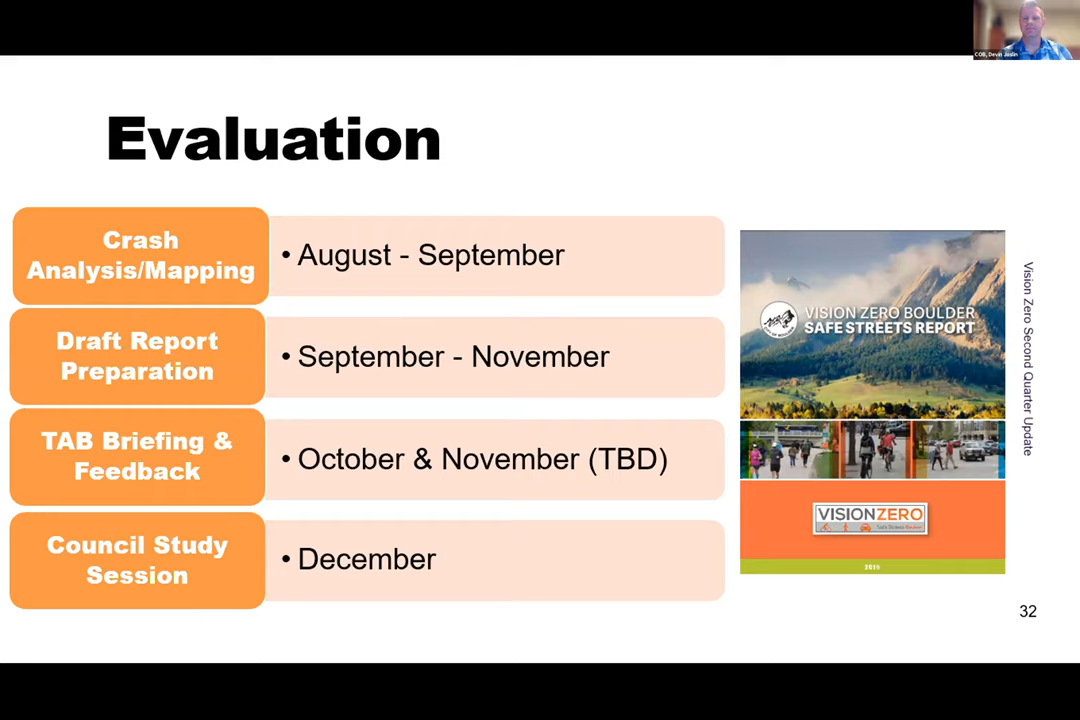 COB, Devin Joslin
Evaluation
Crash
Analysis/Mapping
• August - September
Draft Report
Preparation
• September - November
TAB Briefing &
Feedback
• October & November (TBD)
Council Study
Session
• December
VISION ZERO BOULDER
SAFE STREETS REPORT
VISIONZERO
2019
Vision Zero Second Quarter Update
32